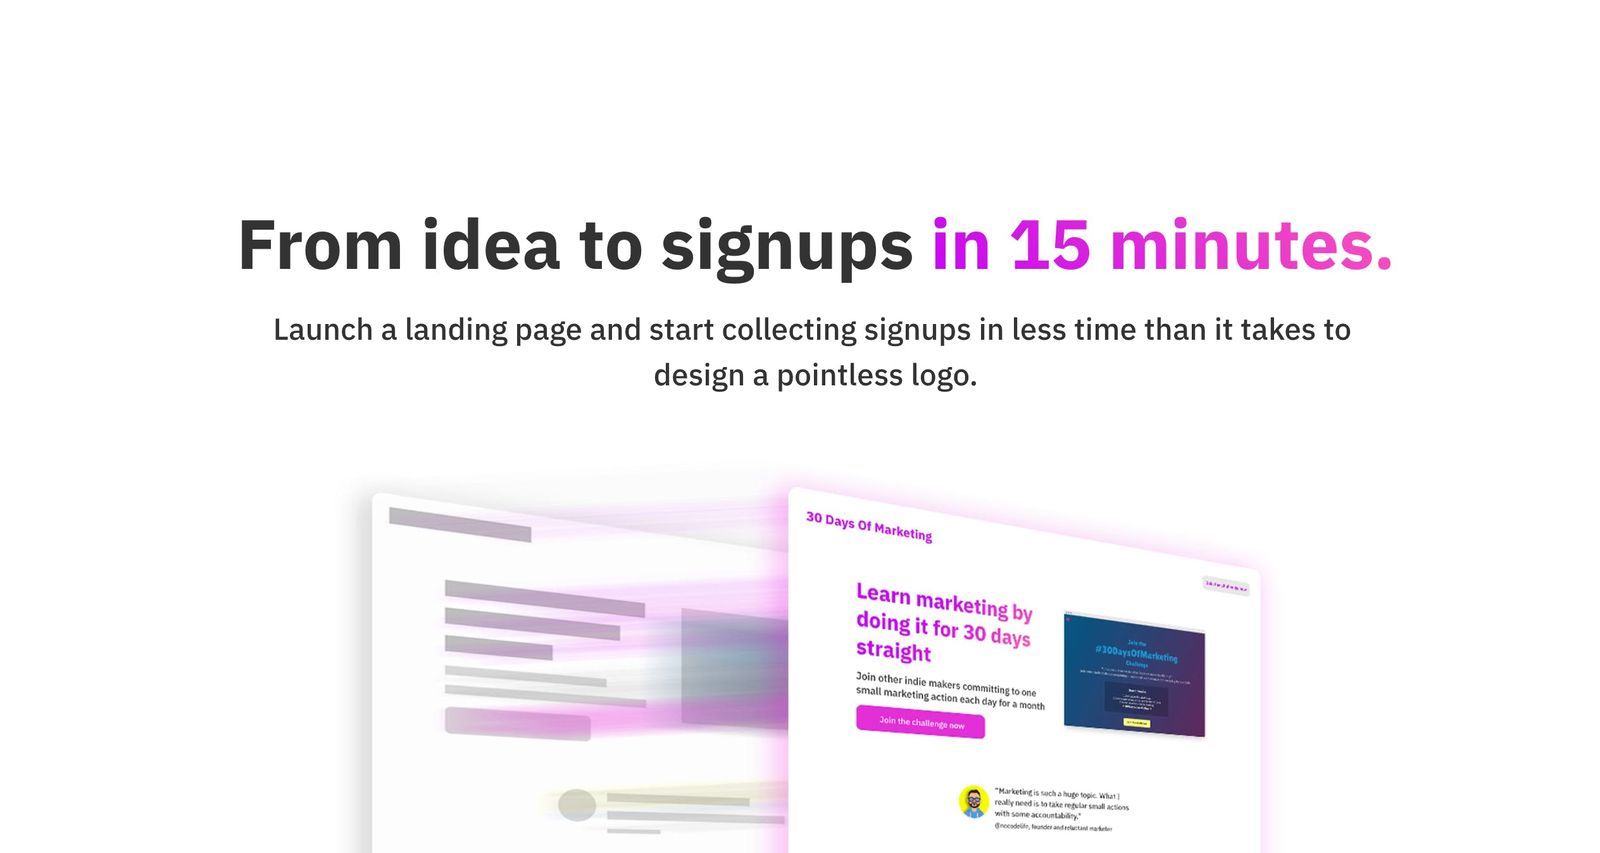 From idea to signups in 15 minutes.
Launch a landing page and start collecting signups in less time than it takes to
design a pointless logo.
30 Days Of Marketing
Learn marketing by
doing it for 30 days
straight
Join other indie makers committing to one
small marketing action each day for a month
Join the challenge now
Join the
#30DaysOfMarketing
Challenge
"Marketing is such a huge topic. What I
really need is to take regular small actions
with some accountability."
@nocodelife, founder and reluctant marketer